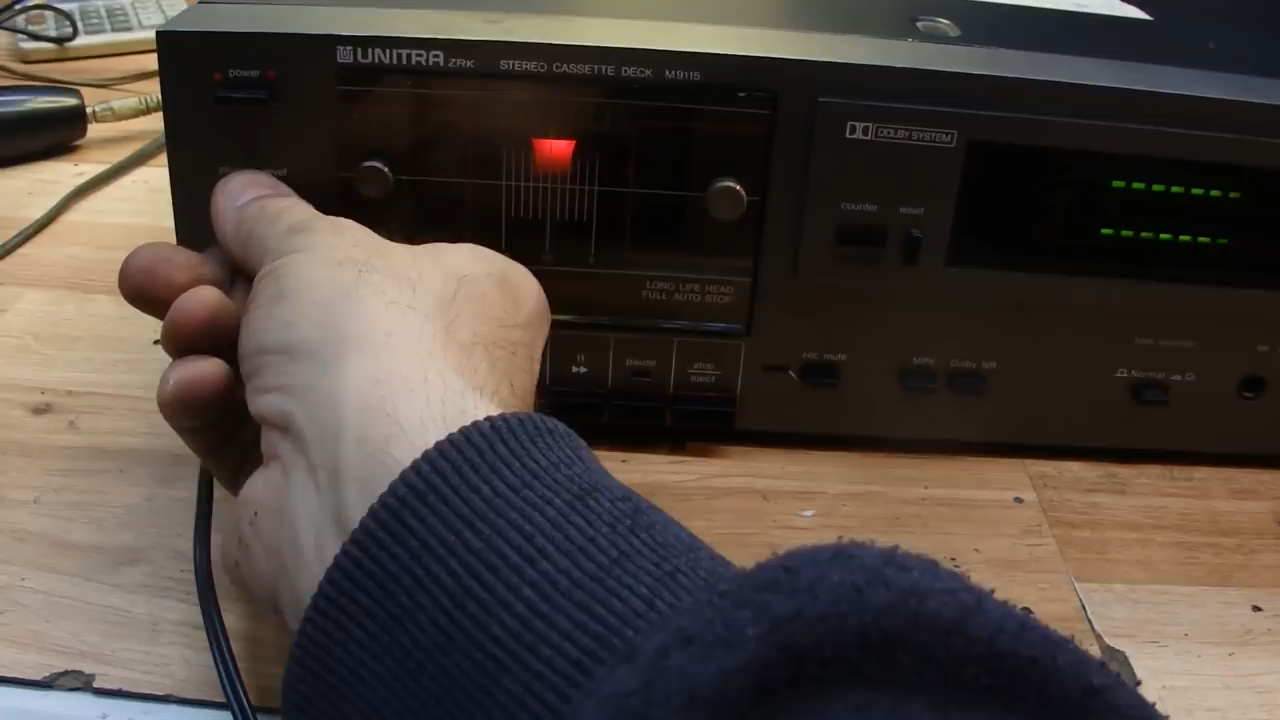 power
UNITRA ZRK STEREO CASSETTE DECK M9115
DOLBY SYSTEM
counter reset
LONG LIFE HEAD
FULL AUTO STOP
pause
stop
eject
rec mute
MPX Dolby NR
Normal